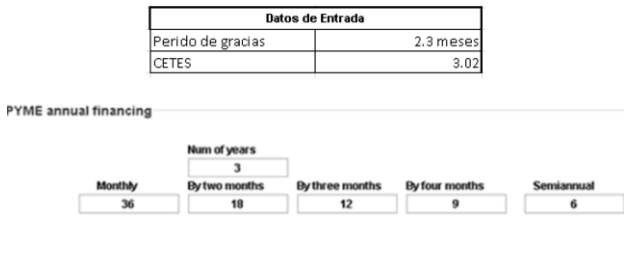 Datos de Entrada
Perido de gracias 2.3 meses
CETES 3.02
PYME annual financing
Num of years
3
Monthly By two months By three months By four months Semiannual
36 18 12 9 6